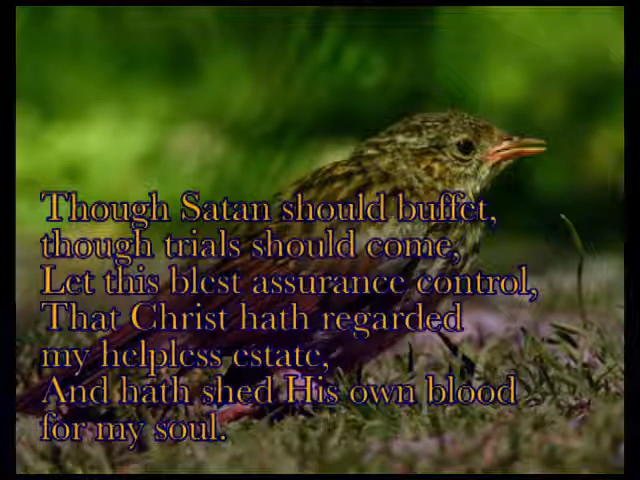 Though Satan should buffet,
though trials should come,
Let this blest assurance control,
That Christ hath regarded
my helpless estate,
And hath shed His own blood
for my soul.